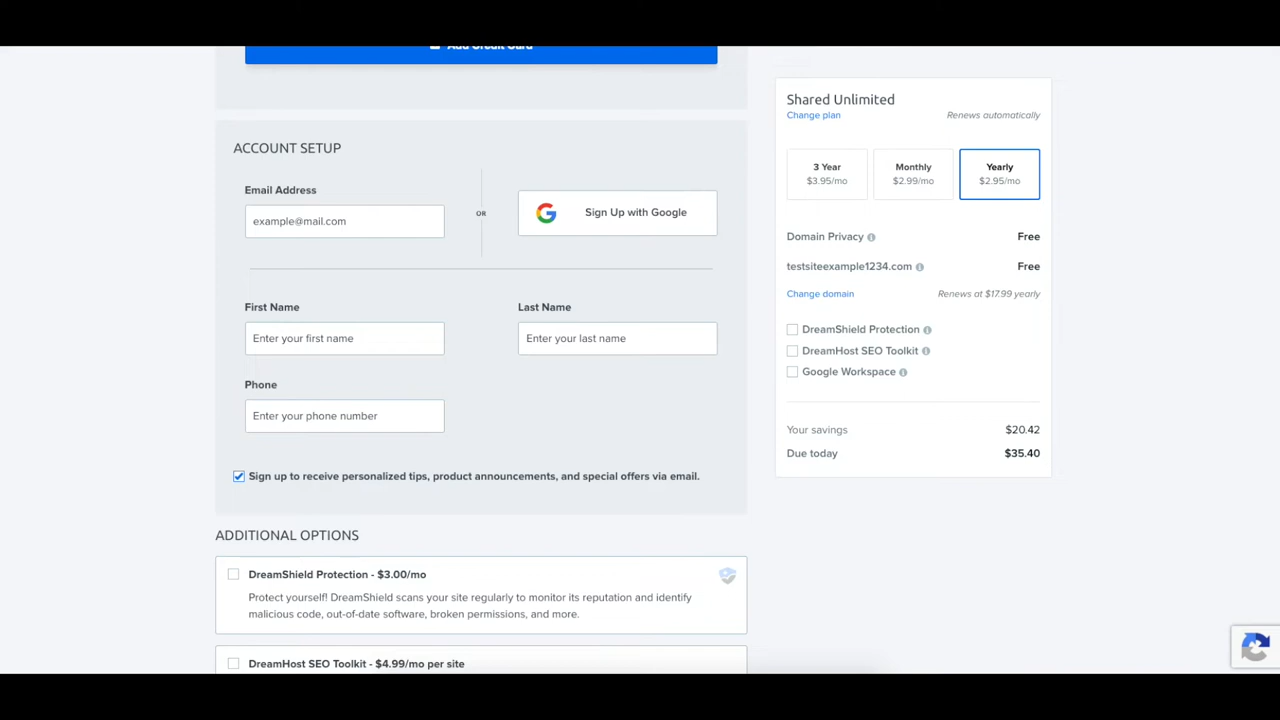 Add Credit Card
ACCOUNT SETUP
Email Address
example@mail.com
OR
Sign Up with Google
First Name
Last Name
Enter your first name
Enter your last name
Phone
Enter your phone number
Sign up to receive personalized tips, product announcements, and special offers via email.
ADDITIONAL OPTIONS
DreamShield Protection - $3.00/mo
Protect yourself! DreamShield scans your site regularly to monitor its reputation and identify
malicious code, out-of-date software, broken permissions, and more.
DreamHost SEO Toolkit - $4.99/mo per site
Shared Unlimited
Change plan
Renews automatically
3 Year
$3.95/mo
Monthly
$2.99/mo
Yearly
$2.95/mo
Domain Privacy
Free
testsiteexample1234.com
Free
Change domain
Renews at $17.99 yearly
DreamShield Protection
DreamHost SEO Toolkit
Google Workspace
Your savings
$20.42
Due today
$35.40